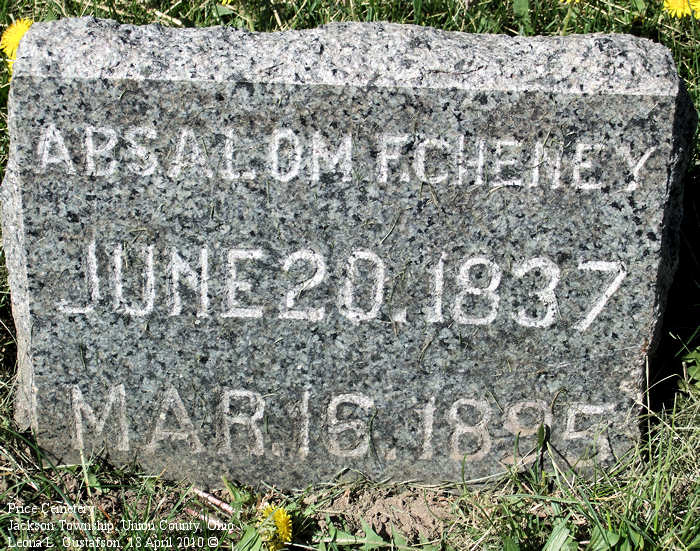 ABSALOM F. CHENEY
JUNE 20. 1837
MAR. 16. 1895
Price Cemetery
Jackson Township, Union County, Ohio
Leona L. Gustafson, 18 April 2010 ©